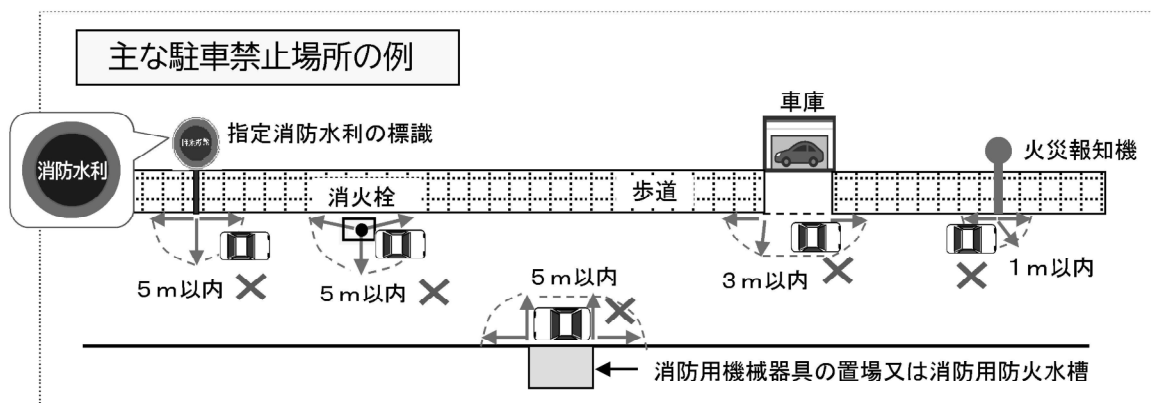 主な駐車禁止場所の例
消防水利
指定消防水利の標識
車庫
火災報知機
消火栓
歩道
5m以内
5m以内
5m以内
3m以内
1m以内
消防用機械器具の置場又は消防用防火水槽